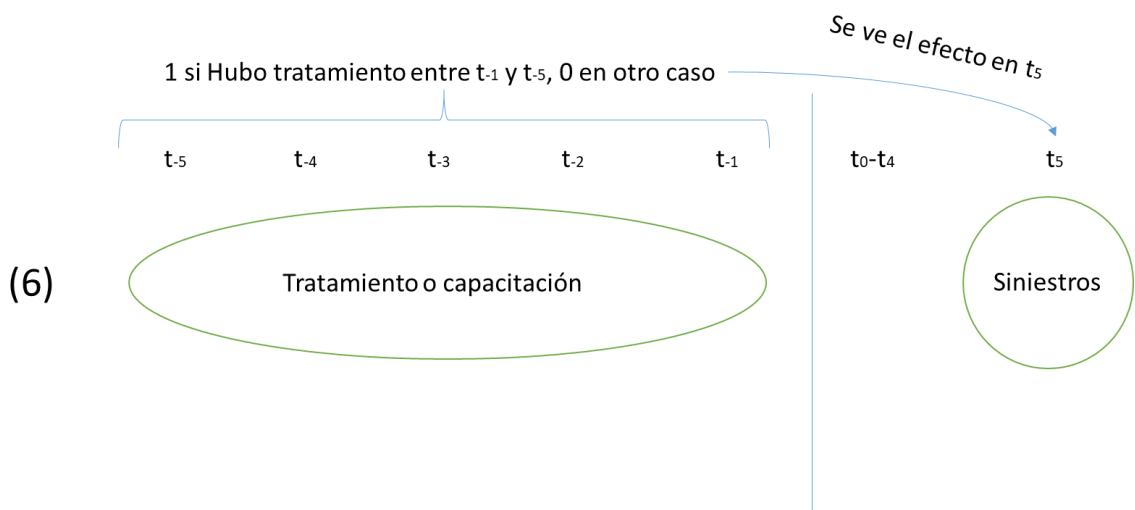 Se ve el efecto en t5
1 si Hubo tratamiento entre t-1 y t-5, 0 en otro caso
t-5 t-4 t-3 t-2 t-1 t0-t4 t5
(6) Tratamiento o capacitación Siniestros